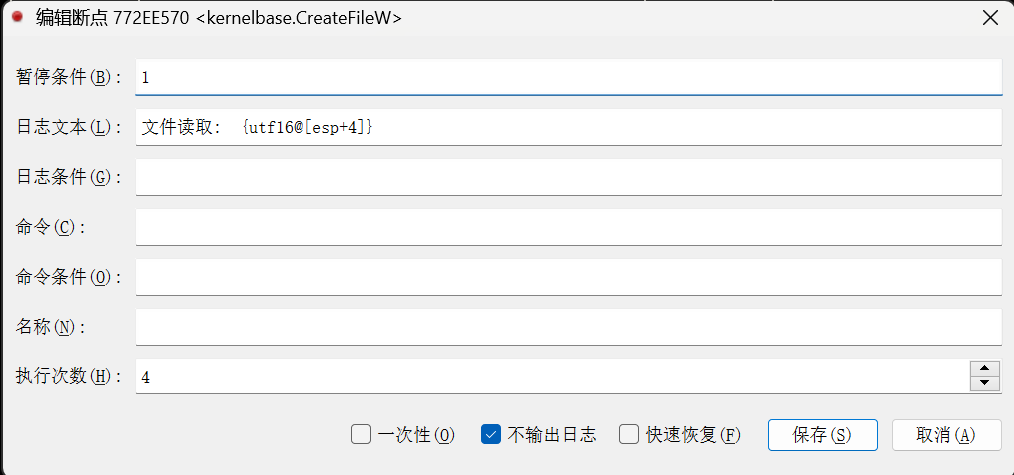 编辑断点 772EE570 <kernelbase.CreateFileW>
暂停条件(B): 1
日志文本(L): 文件读取: {utf16@[esp+4]}
日志条件(G):
命令(C):
命令条件(O):
名称(N):
执行次数(H): 4
一次性(O) 不输出日志 快速恢复(F) 保存(S) 取消(A)